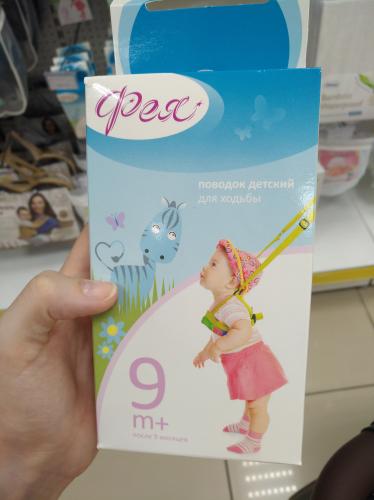 Фея
поводок детский
для ходьбы
9
m+
после 9 месяцев